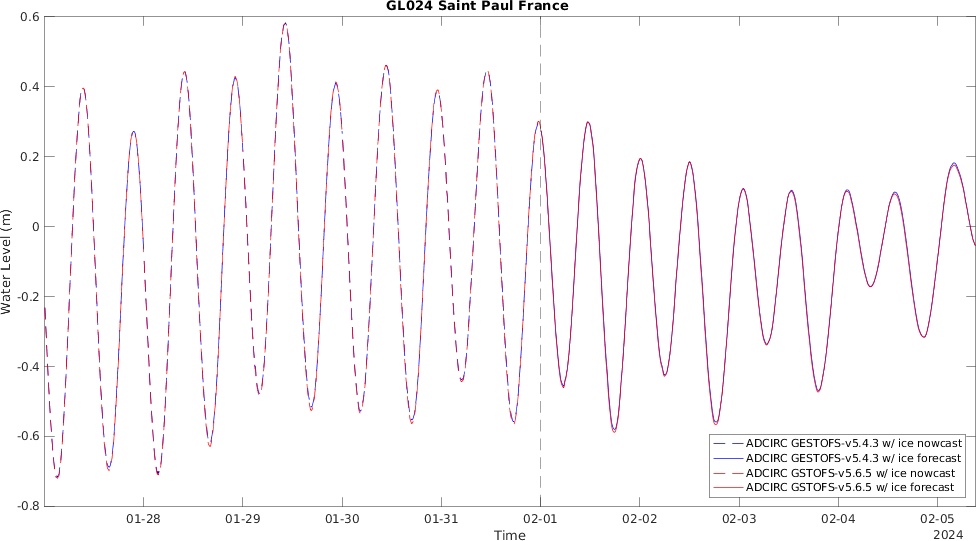 GL024 Saint Paul France
0.6
0.4
0.2
0
-0.2
-0.4
-0.6
-0.8
Water Level (m)
ADCIRC GESTOFS-v5.4.3 w/ ice nowcast
ADCIRC GESTOFS-v5.4.3 w/ ice forecast
ADCIRC GSTOFS-v5.6.5 w/ ice nowcast
ADCIRC GSTOFS-v5.6.5 w/ ice forecast
01-28 01-29 01-30 01-31 02-01 02-02 02-03 02-04 02-05
Time 2024